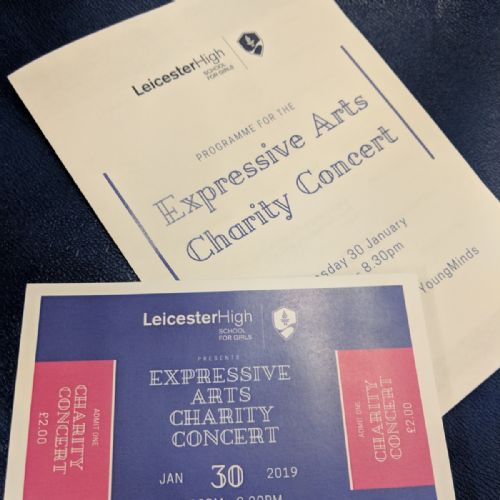 LeicesterHigh
SCHOOL
FOR GIRLS
PROGRAMME FOR THE
Expressive Arts
Charity Concert
30 January
8.30pm
YoungMinds
LeicesterHigh
SCHOOL
FOR GIRLS
PRESENTS
EXPRESSIVE
ARTS
CHARITY
CONCERT
JAN 30 2019
ADMIT ONE
CHARITY
CONCERT
£2.00
ADMIT ONE
CHARITY
CONCERT
£2.00